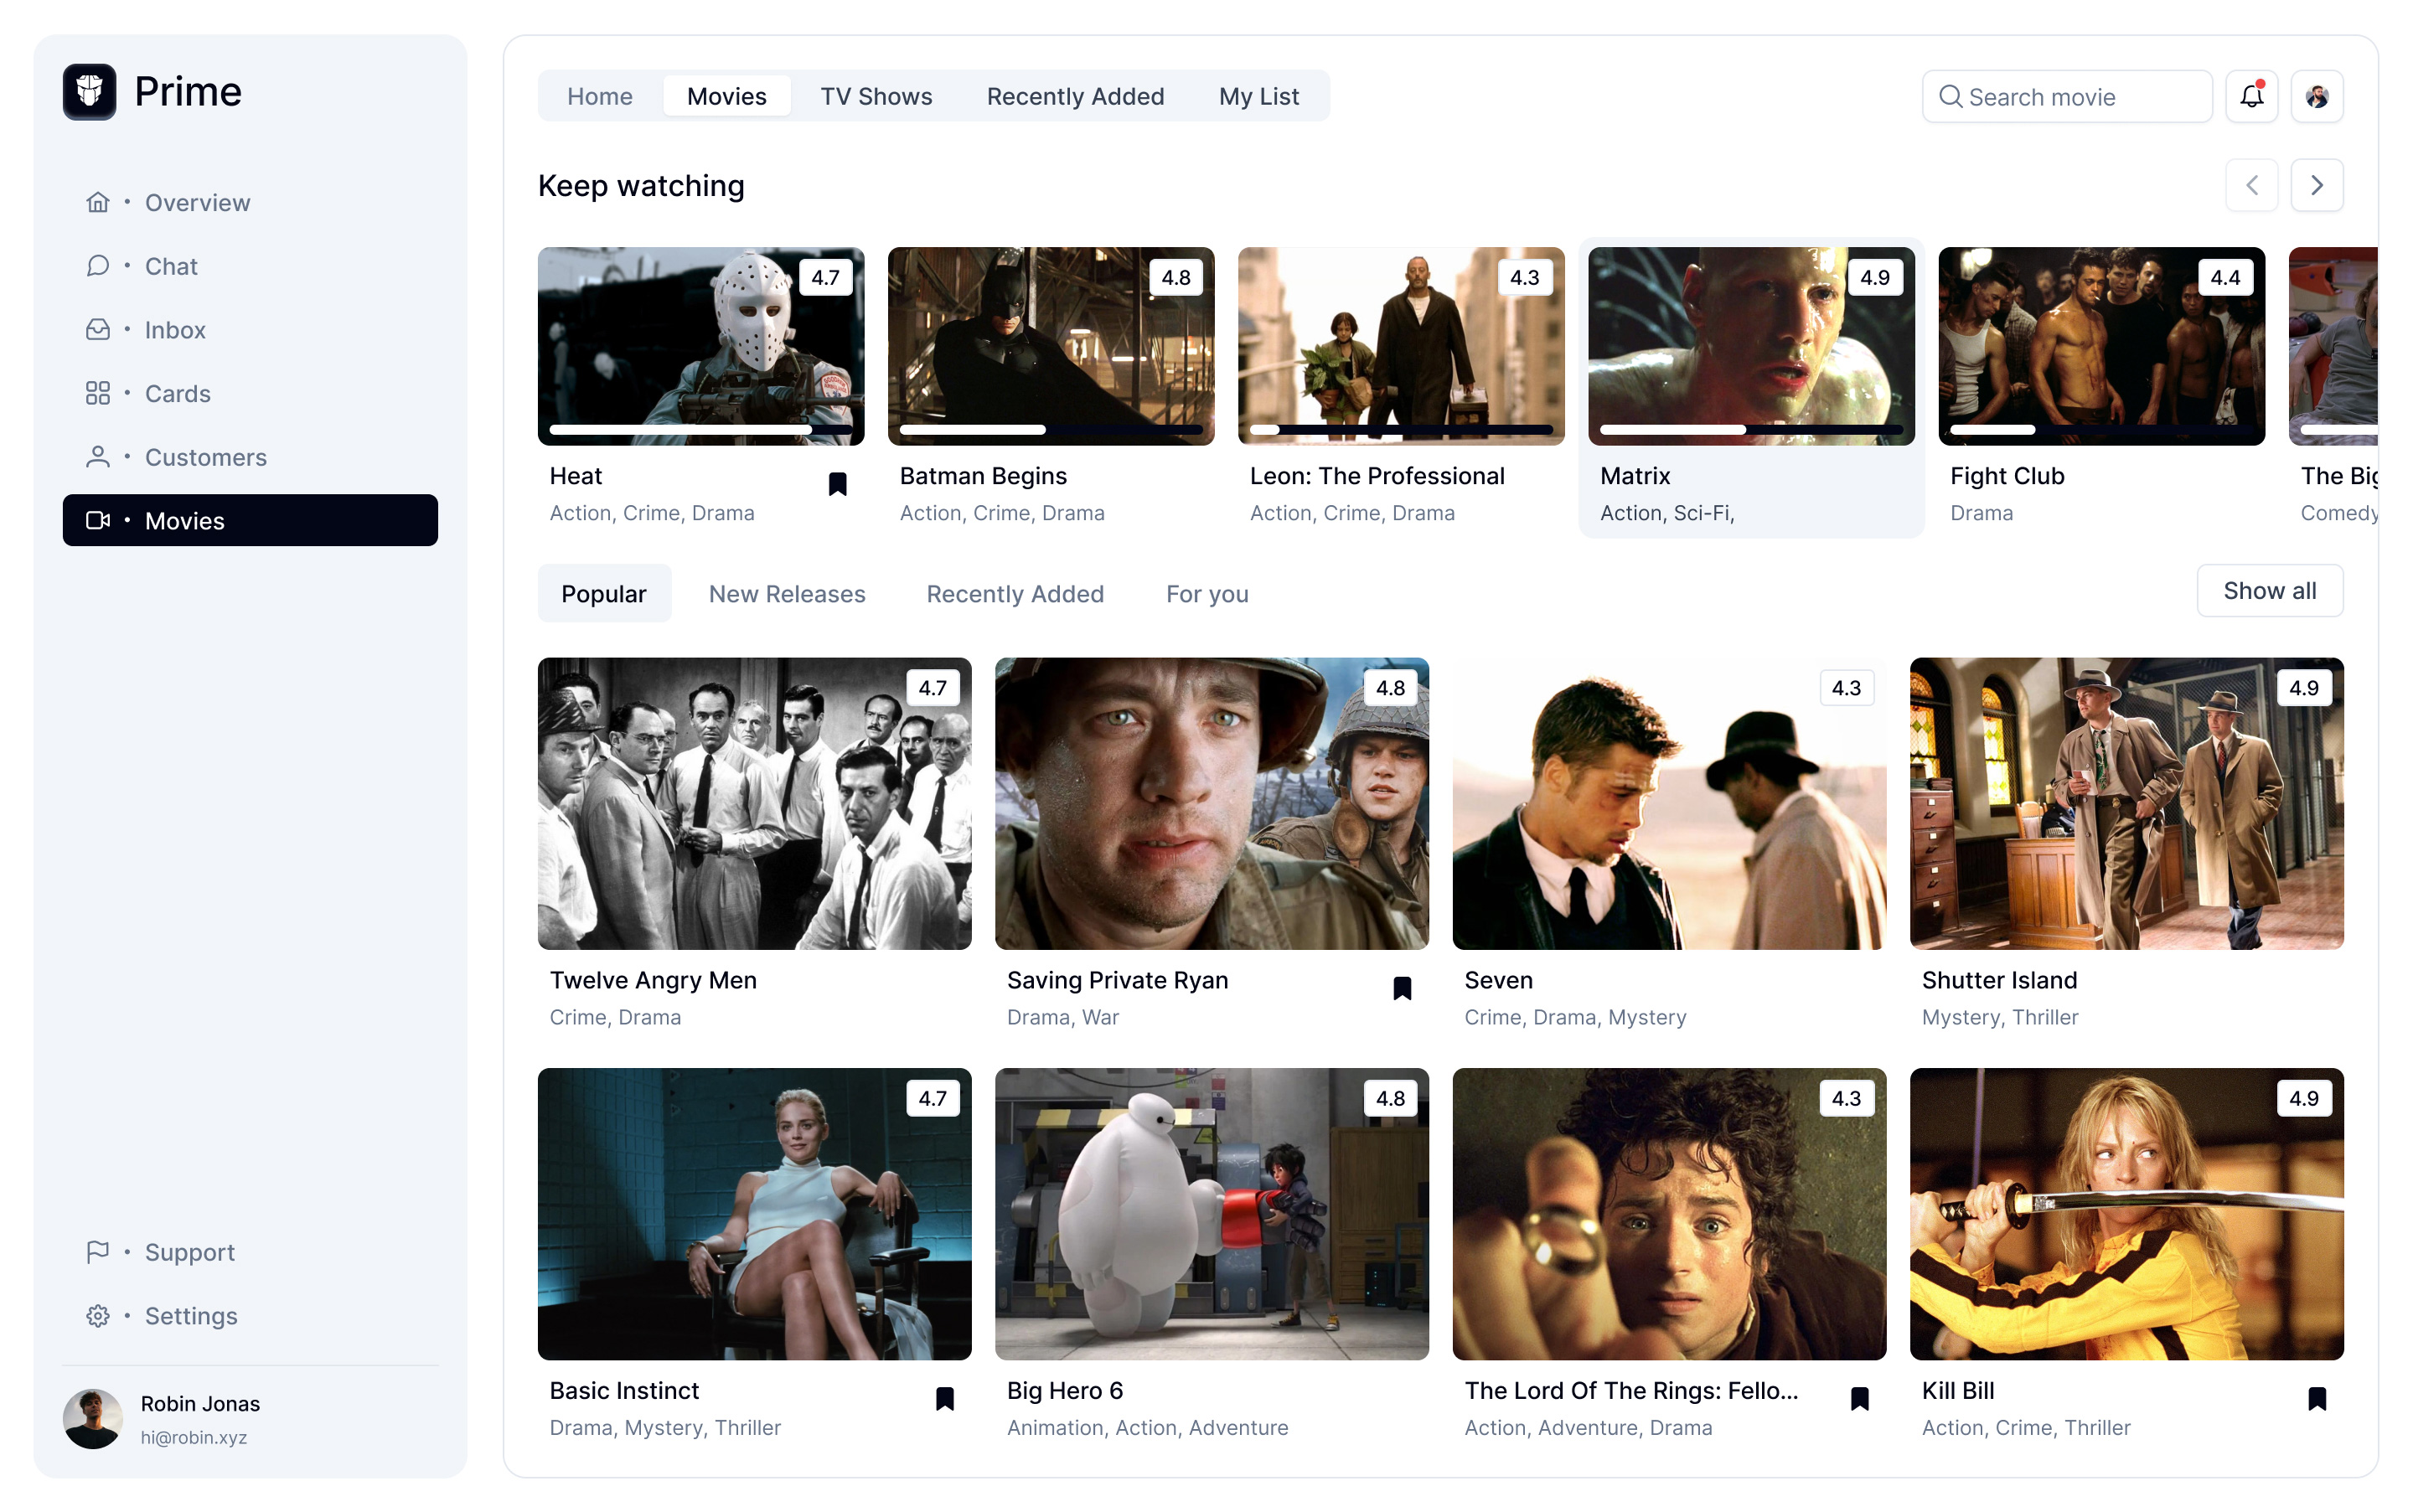 Prime
Overview
Chat
Inbox
Cards
Customers
Movies
Support
Settings
Robin Jonas
hi@robin.xyz
Home Movies TV Shows Recently Added My List
Search movie
Keep watching
4.7
Heat
Action, Crime, Drama
4.8
Batman Begins
Action, Crime, Drama
4.3
Leon: The Professional
Action, Crime, Drama
4.9
Matrix
Action, Sci-Fi,
4.4
Fight Club
Drama
The Big
Comedy
Popular New Releases Recently Added For you
Show all
4.7
Twelve Angry Men
Crime, Drama
4.8
Saving Private Ryan
Drama, War
4.3
Seven
Crime, Drama, Mystery
4.9
Shutter Island
Mystery, Thriller
4.7
Basic Instinct
Drama, Mystery, Thriller
4.8
Big Hero 6
Animation, Action, Adventure
4.3
The Lord Of The Rings: Fello...
Action, Adventure, Drama
4.9
Kill Bill
Action, Crime, Thriller